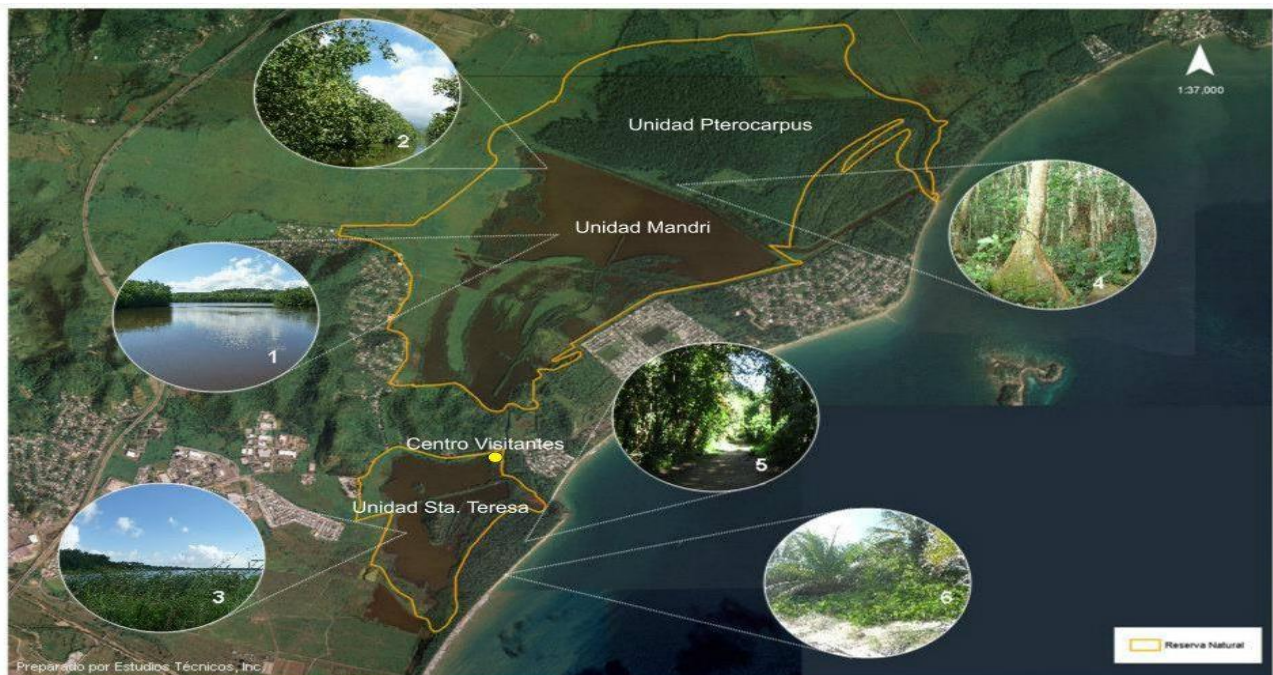 1:37,000
2
Unidad Pterocarpus
Unidad Mandri
4
1
Centro Visitantes
5
Unidad Sta. Teresa
3
6
Preparado por Estudios Técnicos, Inc
Reserva Natural